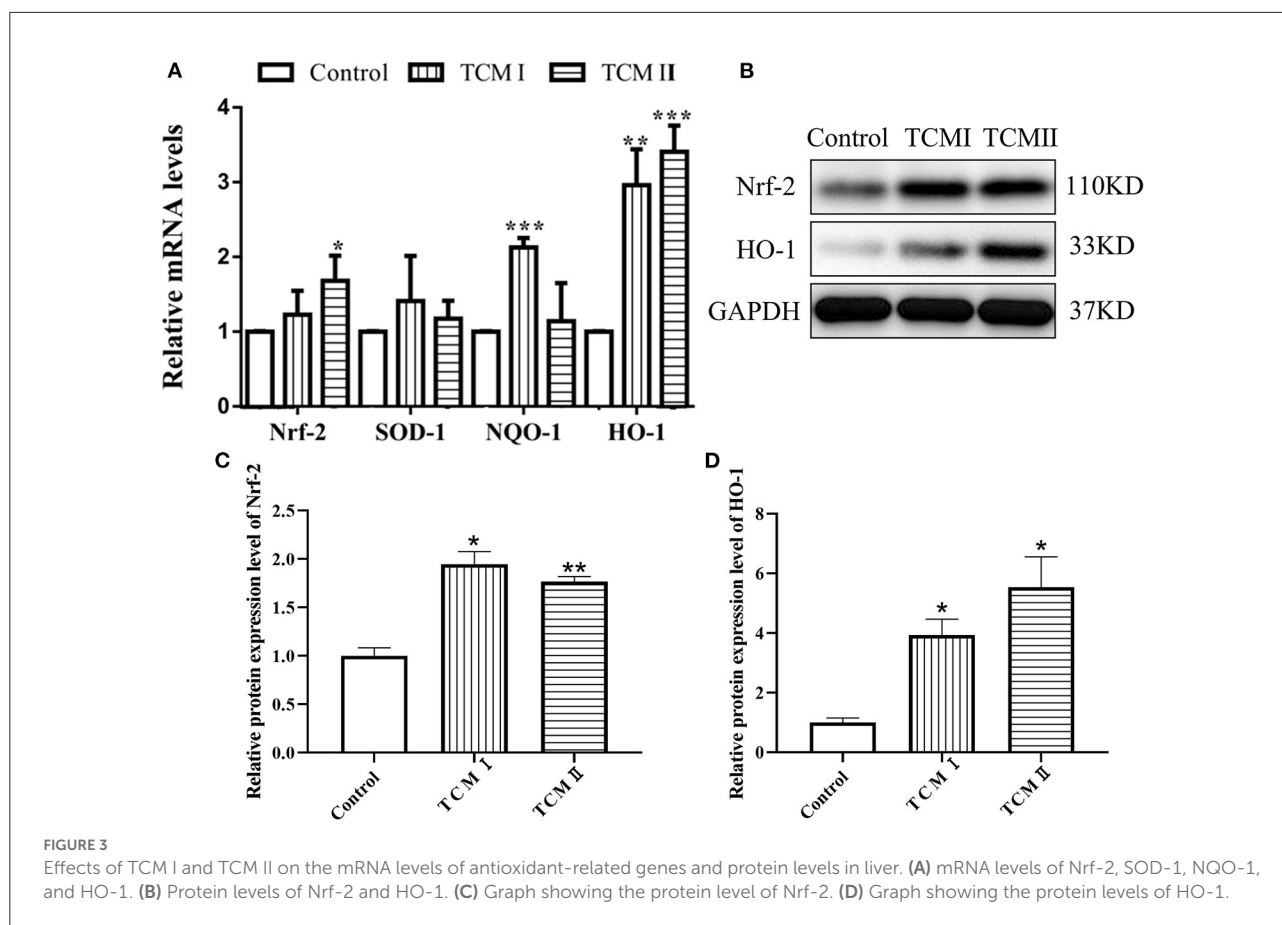 A
Control TCM I TCM II
Relative mRNA levels
4
3
2
1
0
*
***
**
***
Nrf-2 SOD-1 NQO-1 HO-1
B
Control TCMI TCMII
Nrf-2 110KD
HO-1 33KD
GAPDH 37KD
C
Relative protein expression level of Nrf-2
2.5
2.0
1.5
1.0
0.5
0.0
*
**
Control TCM I TCM II
D
Relative protein expression level of HO-1
8
6
4
2
0
*
*
Control TCM I TCM II
FIGURE 3
Effects of TCM I and TCM II on the mRNA levels of antioxidant-related genes and protein levels in liver. (A) mRNA levels of Nrf-2, SOD-1, NQO-1,
and HO-1. (B) Protein levels of Nrf-2 and HO-1. (C) Graph showing the protein level of Nrf-2. (D) Graph showing the protein levels of HO-1.